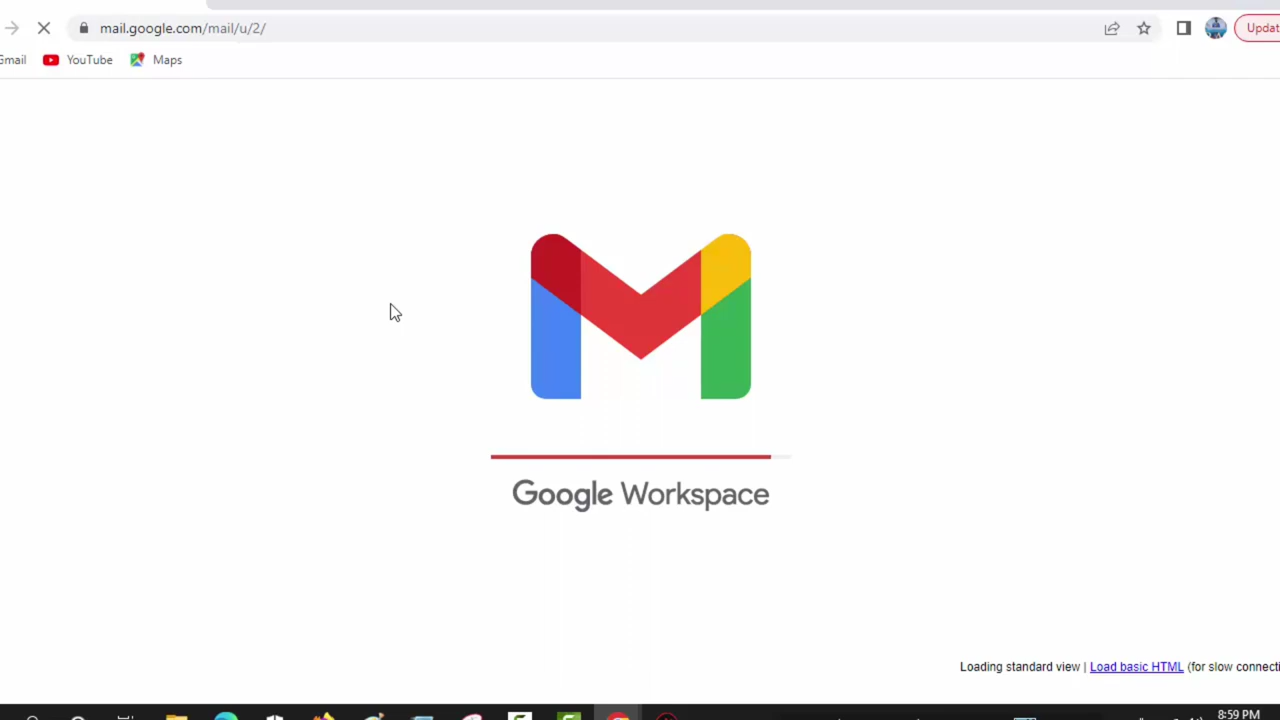 mail.google.com/mail/u/2/
Updat
Gmail YouTube Maps
Google Workspace
Loading standard view | Load basic HTML (for slow connecti
8:59 PM